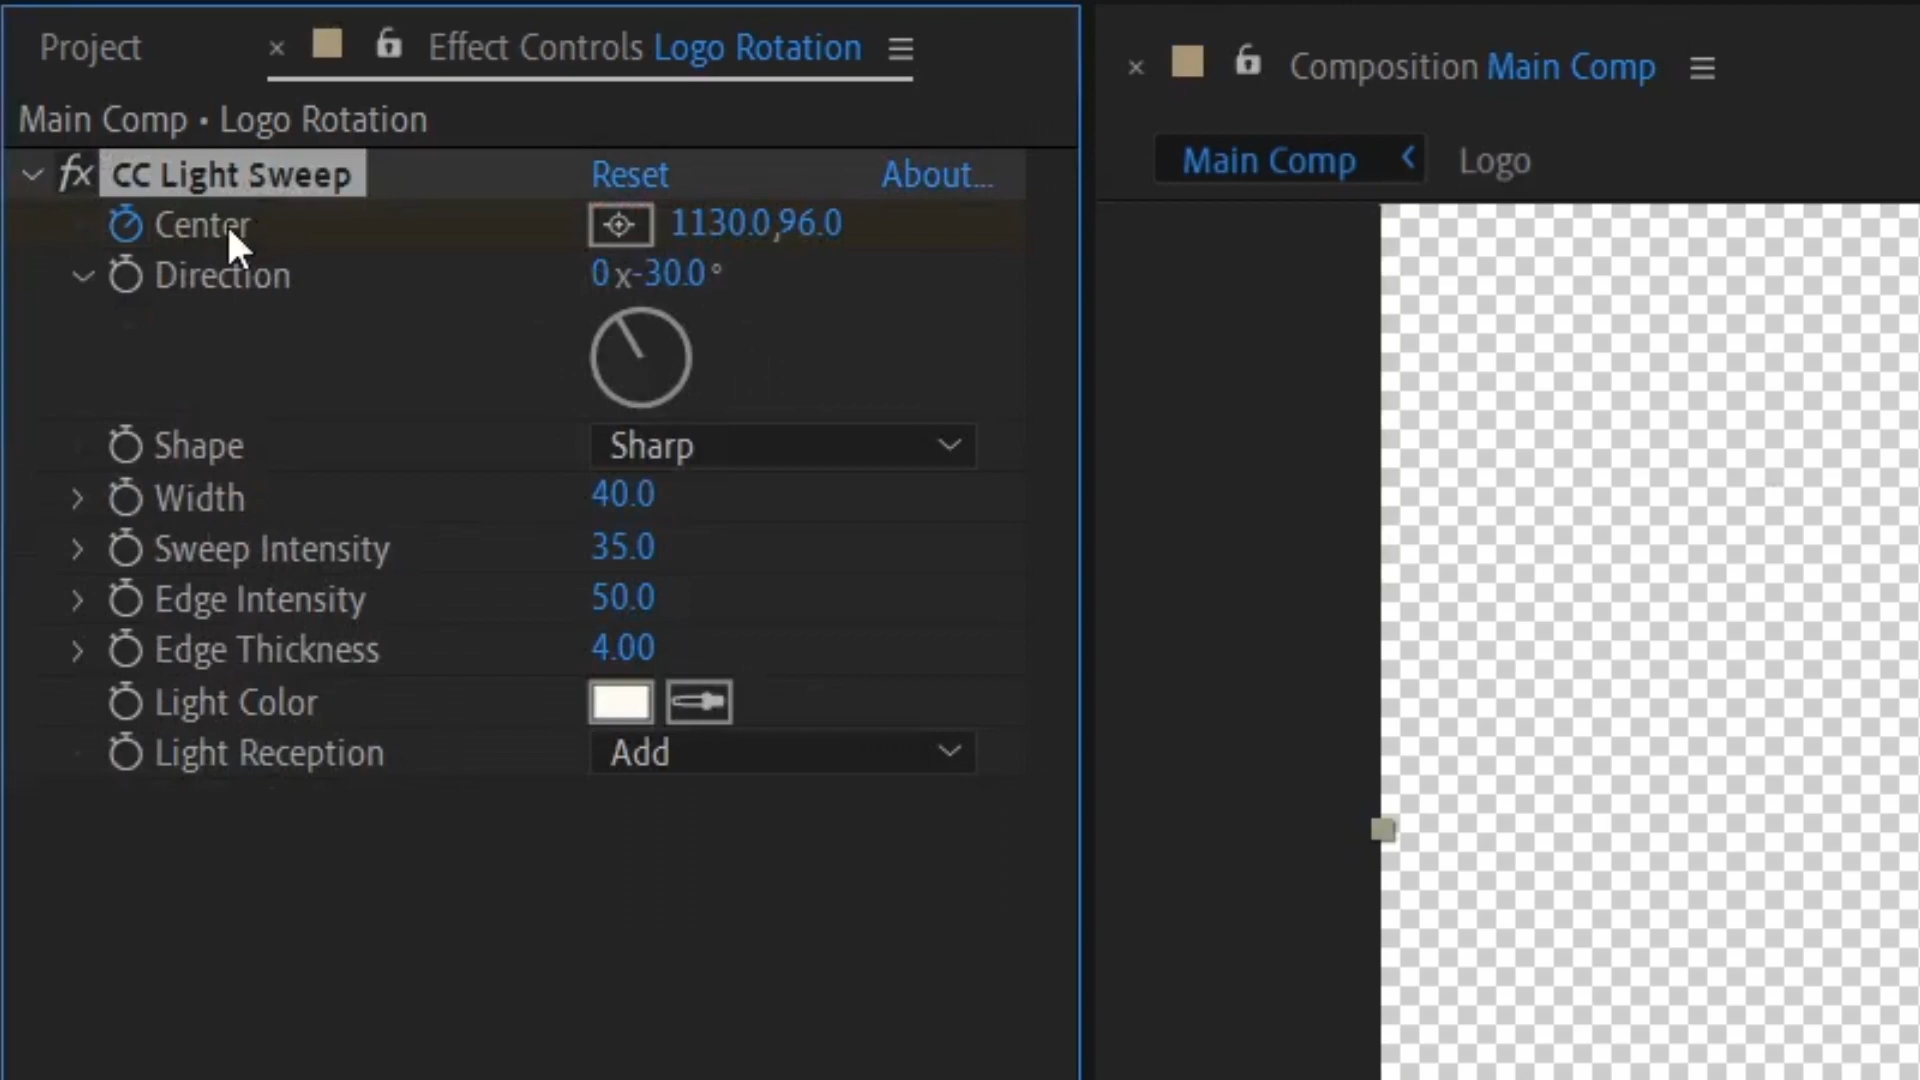 Project
× Effect Controls Logo Rotation
Main Comp • Logo Rotation
fx CC Light Sweep Reset About...
Center 1130.0,96.0
Direction 0 x-30.0°
Shape Sharp
Width 40.0
Sweep Intensity 35.0
Edge Intensity 50.0
Edge Thickness 4.00
Light Color
Light Reception Add
× Composition Main Comp
Main Comp Logo